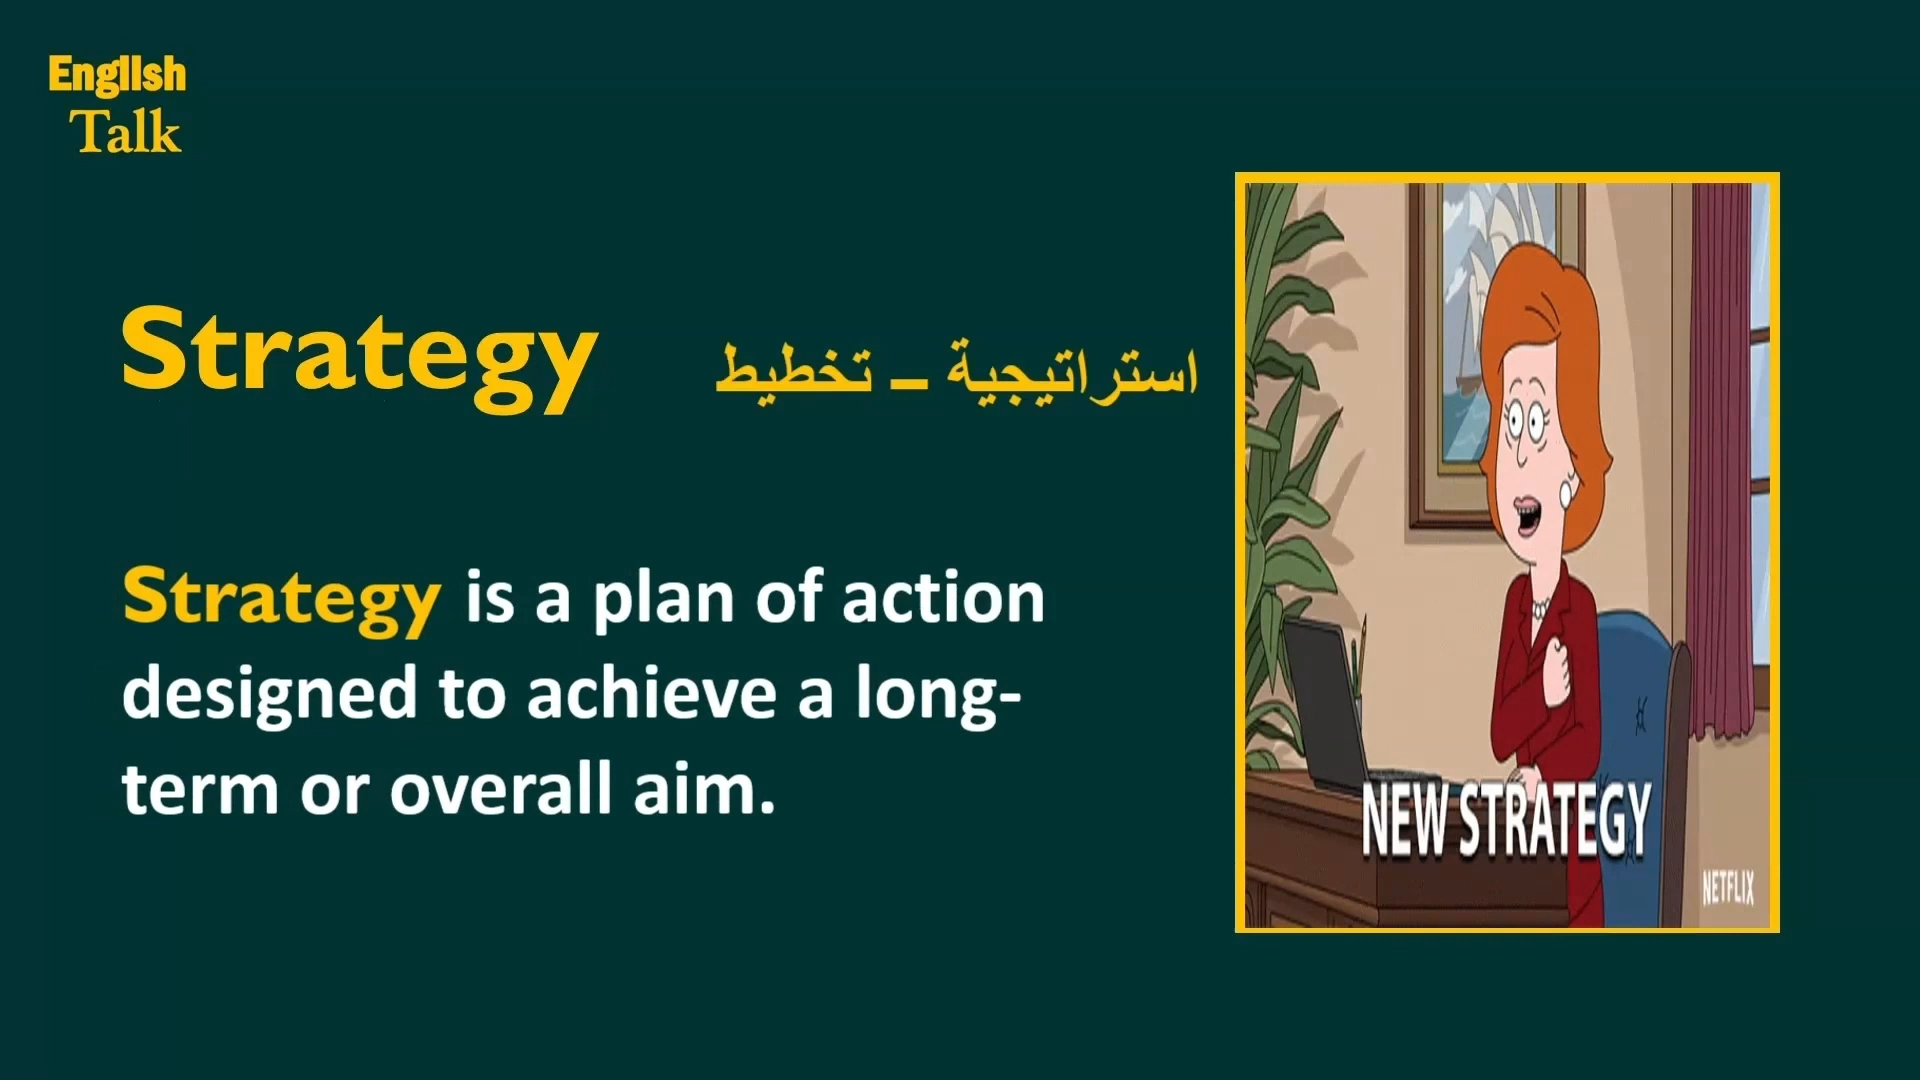 English
Talk
Strategy
استراتيجية – تخطيط
Strategy is a plan of action
designed to achieve a long-
term or overall aim.
NEW STRATEGY
NETFLIX